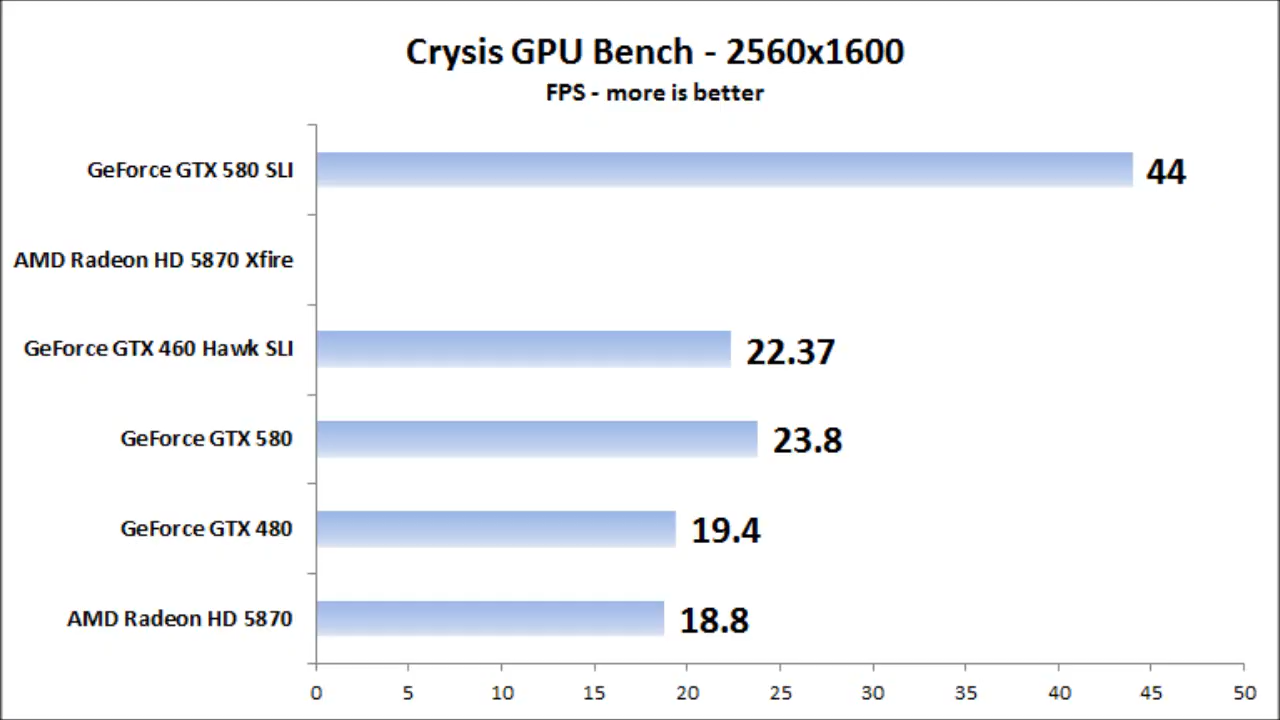 Crysis GPU Bench - 2560x1600
FPS - more is better
GeForce GTX 580 SLI
44
AMD Radeon HD 5870 Xfire
GeForce GTX 460 Hawk SLI
22.37
GeForce GTX 580
23.8
GeForce GTX 480
19.4
AMD Radeon HD 5870
18.8
0 5 10 15 20 25 30 35 40 45 50